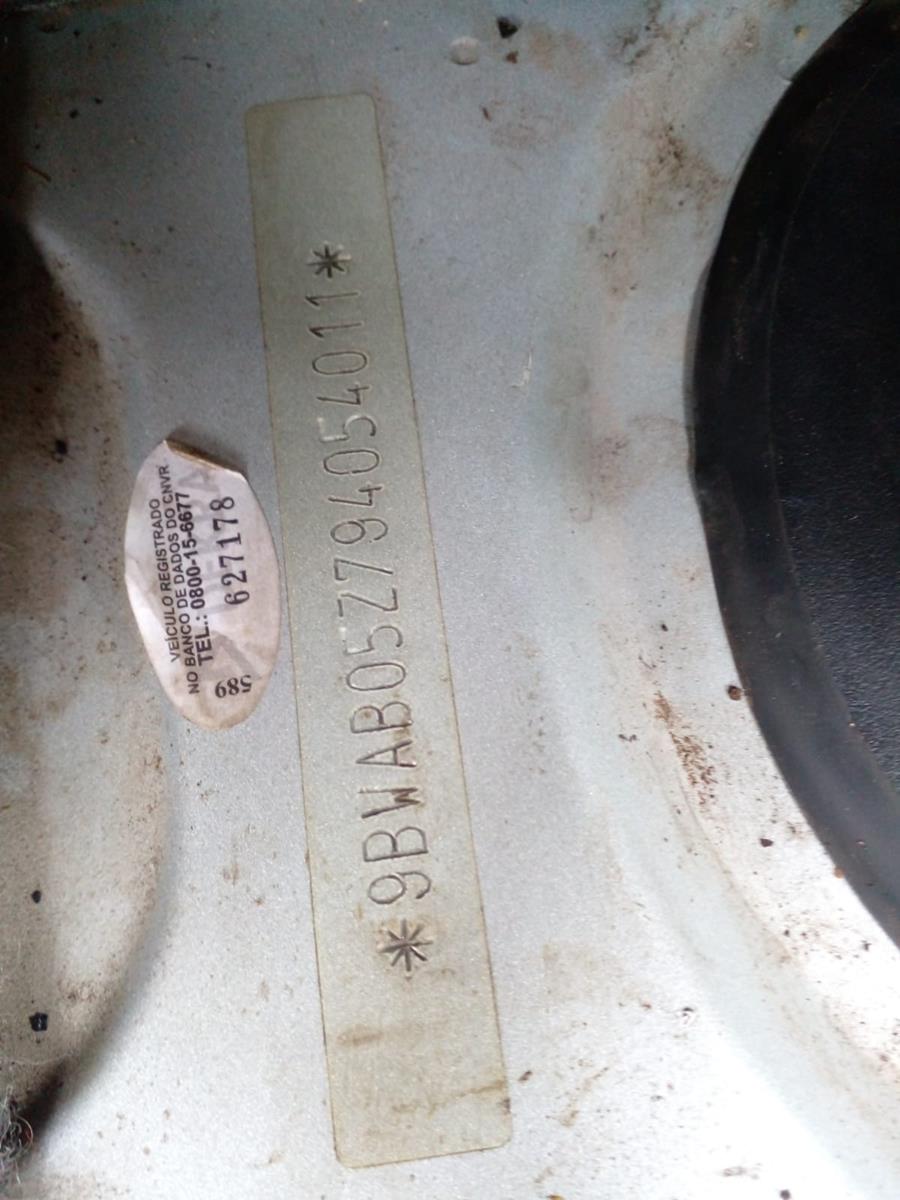 VEÍCULO REGISTRADO
NO BANCO DE DADOS DO CNVR
TEL.: 0800-15-6677
627178
589
*9BWAB05Z794054011*